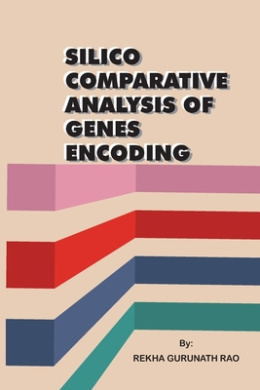 SILICO
COMPARATIVE
ANALYSIS OF
GENES
ENCODING
By:
REKHA GURUNATH RAO